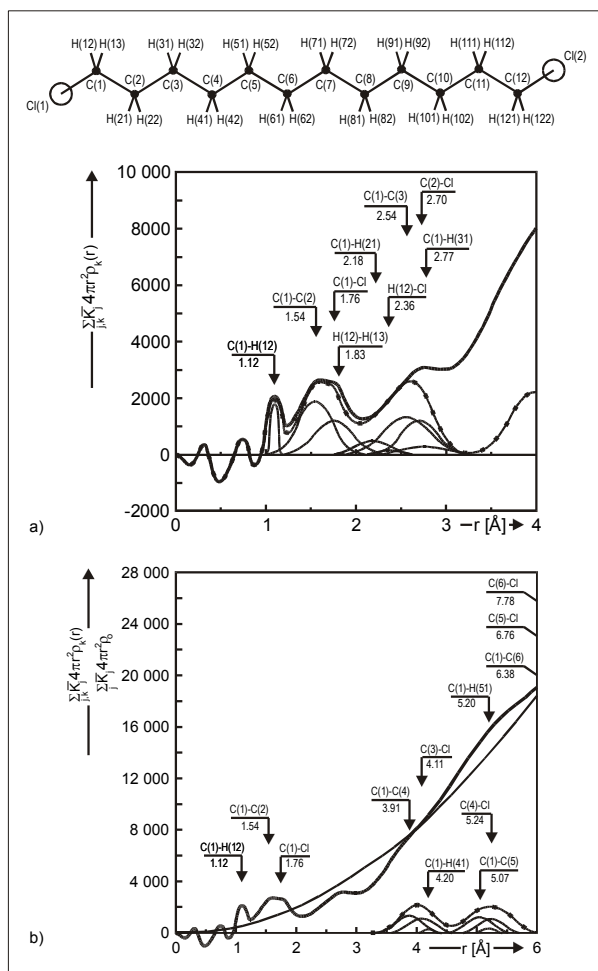 H(12) H(13) H(31) H(32) H(51) H(52) H(71) H(72) H(91) H(92) H(111) H(112)
Cl(2)
C(1) C(2) C(3) C(4) C(5) C(6) C(7) C(8) C(9) C(10) C(11) C(12)
Cl(1)
H(21) H(22) H(41) H(42) H(61) H(62) H(81) H(82) H(101) H(102) H(121) H(122)
10 000
8000
6000
4000
2000
0
-2000
Σ K̄j 4πr²ρk(r)
j,k
C(2)-Cl
2.70
C(1)-C(3)
2.54
C(1)-H(21)
2.18
C(1)-H(31)
2.77
C(1)-Cl
1.76
H(12)-Cl
2.36
C(1)-C(2)
1.54
H(12)-H(13)
1.83
C(1)-H(12)
1.12
0 1 2 3 r [Å] 4
a)
28 000
24 000
20 000
16 000
12 000
8 000
4 000
0
Σ K̄j 4πr²ρk(r)
j,k
Σ K̄j 4πr²ρo
j
C(6)-Cl
7.78
C(5)-Cl
6.76
C(1)-C(6)
6.38
C(1)-H(51)
5.20
C(3)-Cl
4.11
C(1)-C(4)
3.91
C(4)-Cl
5.24
C(1)-C(2)
1.54
C(1)-H(12)
1.12
C(1)-Cl
1.76
C(1)-H(41)
4.20
C(1)-C(5)
5.07
0 1 2 3 4 r [Å] 6
b)